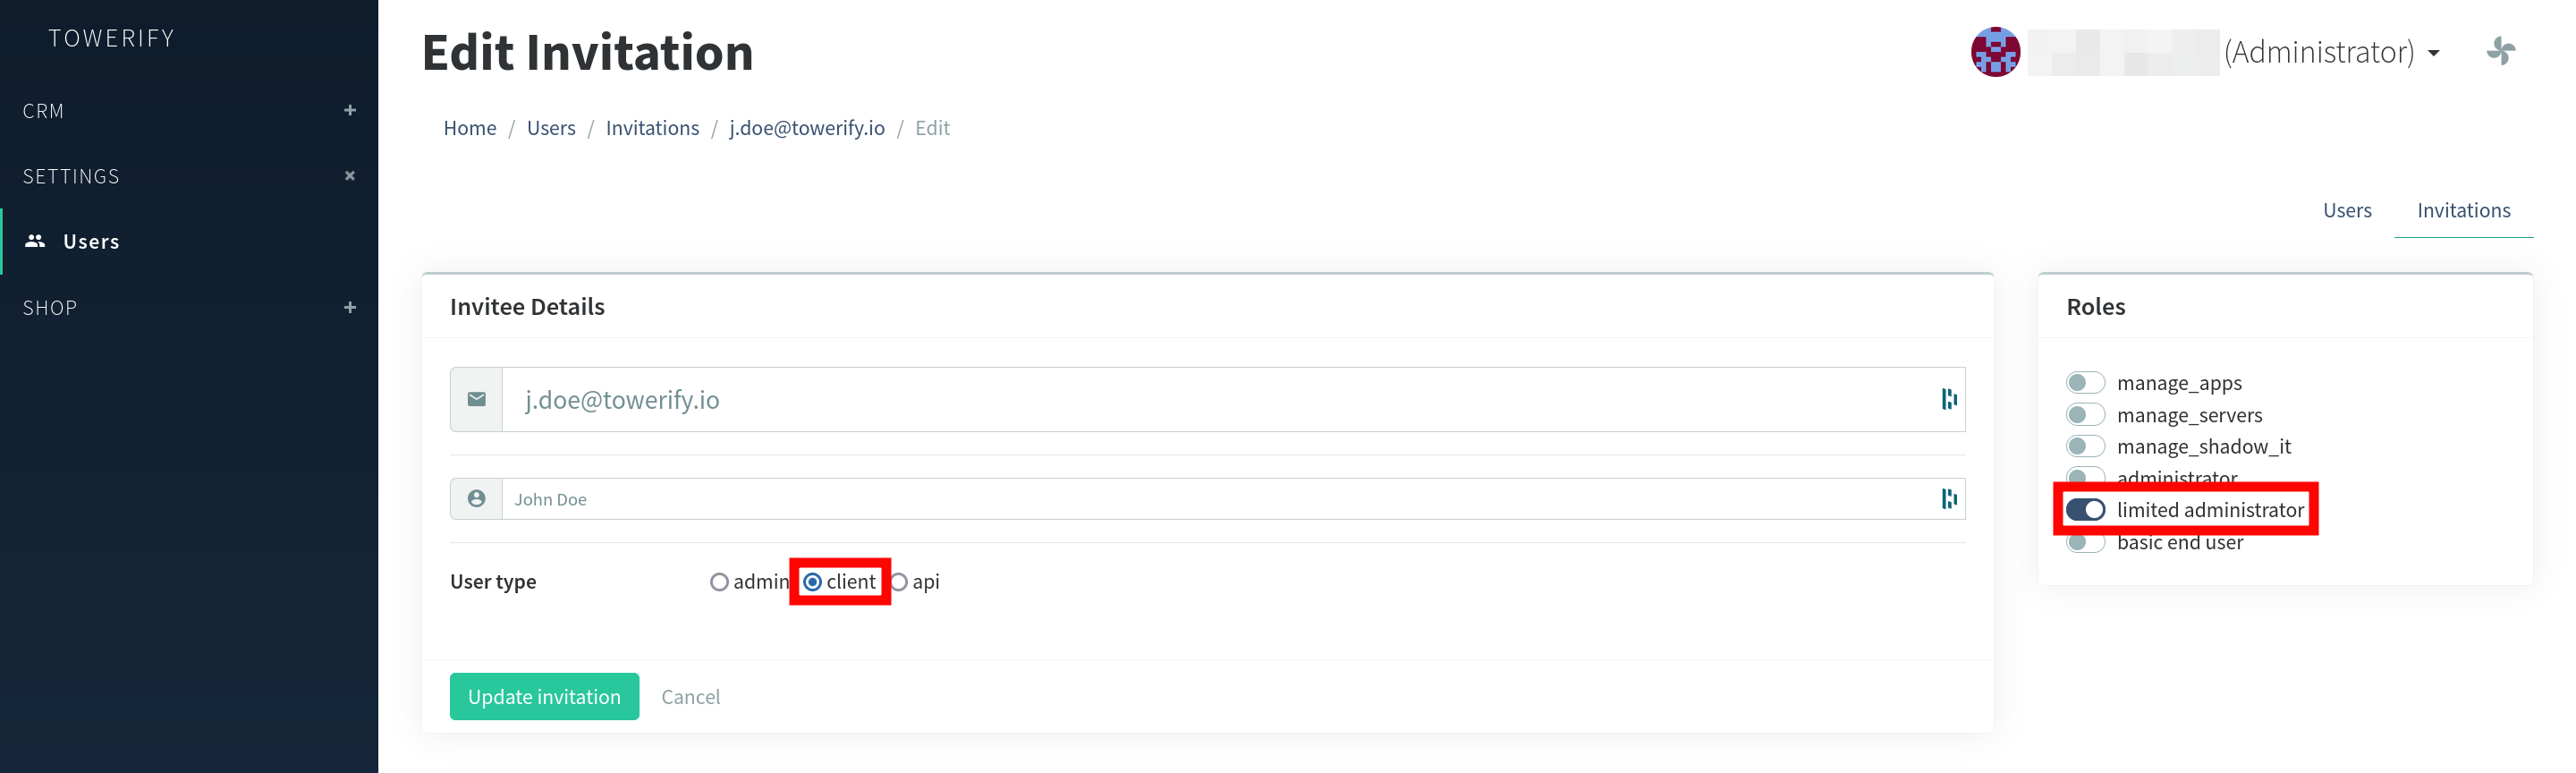 TOWERIFY
CRM
SETTINGS
Users
SHOP
Edit Invitation
(Administrator)
Home / Users / Invitations / j.doe@towerify.io / Edit
Users Invitations
Invitee Details
j.doe@towerify.io
John Doe
User type admin client api
Update invitation Cancel
Roles
manage_apps
manage_servers
manage_shadow_it
administrator
limited administrator
basic end user